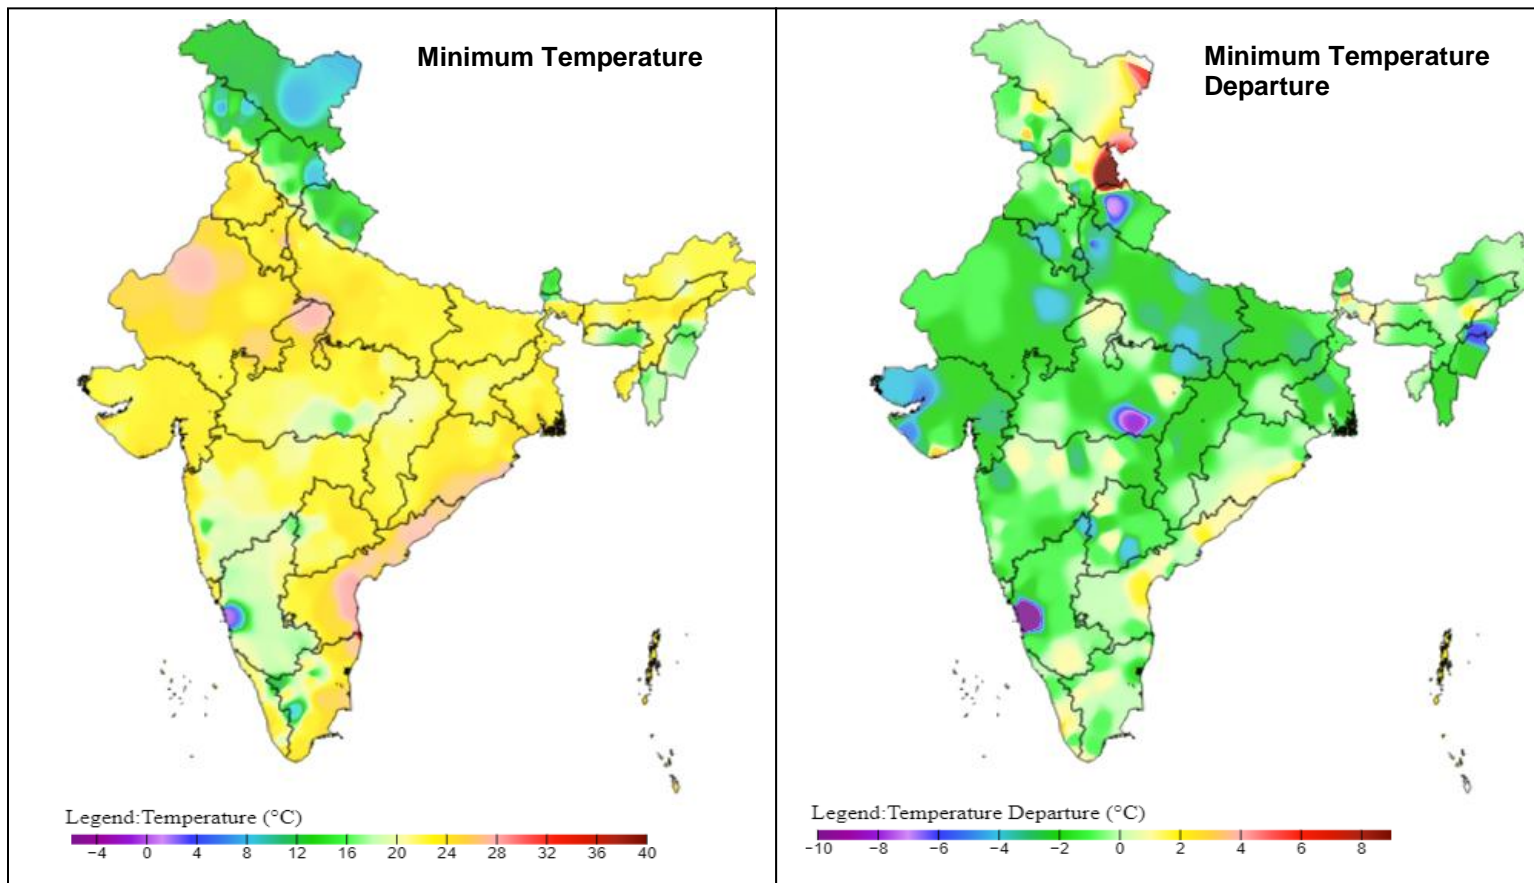 Minimum Temperature
Legend:Temperature (°C)
−4 0 4 8 12 16 20 24 28 32 36 40
Minimum Temperature
Departure
Legend:Temperature Departure (°C)
−10 −8 −6 −4 −2 0 2 4 6 8